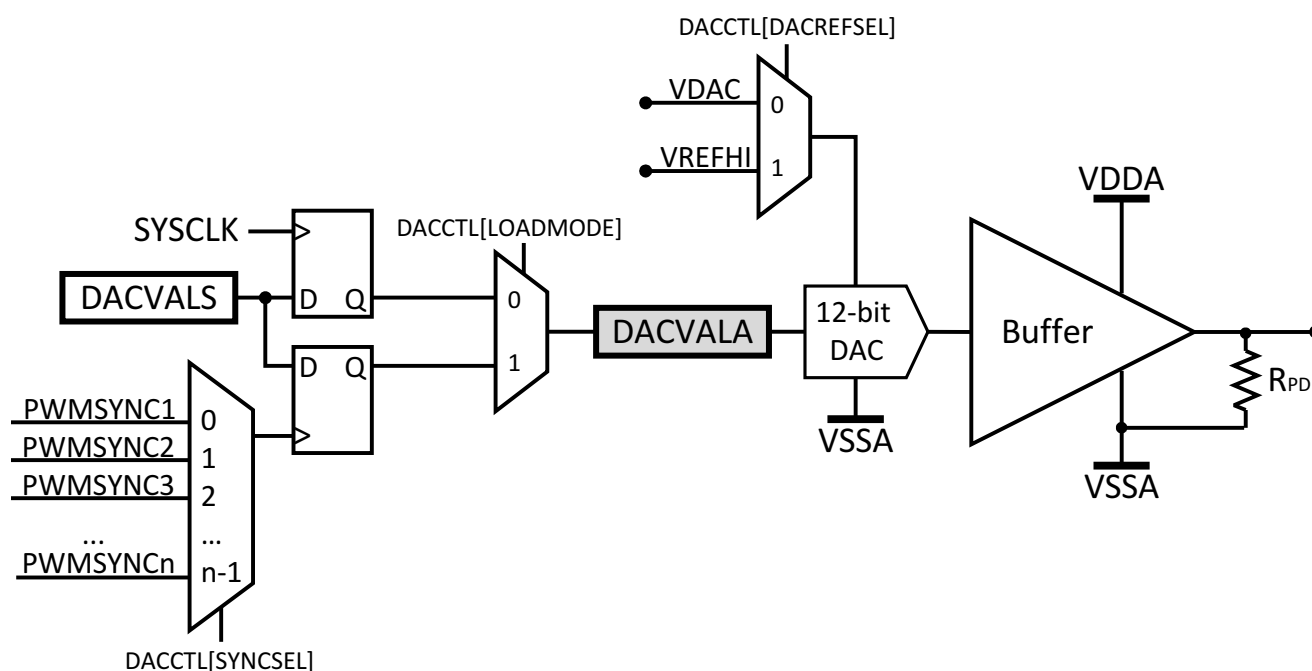 DACCTL[DACREFSEL]
VDAC
0
VREFHI
1
VDDA
SYSCLK
DACCTL[LOADMODE]
DACVALS
D Q
0
DACVALA
12-bit
DAC
Buffer
D Q
1
RPD
PWMSYNC1
0
VSSA
PWMSYNC2
1
VSSA
PWMSYNC3
2
...
...
PWMSYNCn
n-1
DACCTL[SYNCSEL]